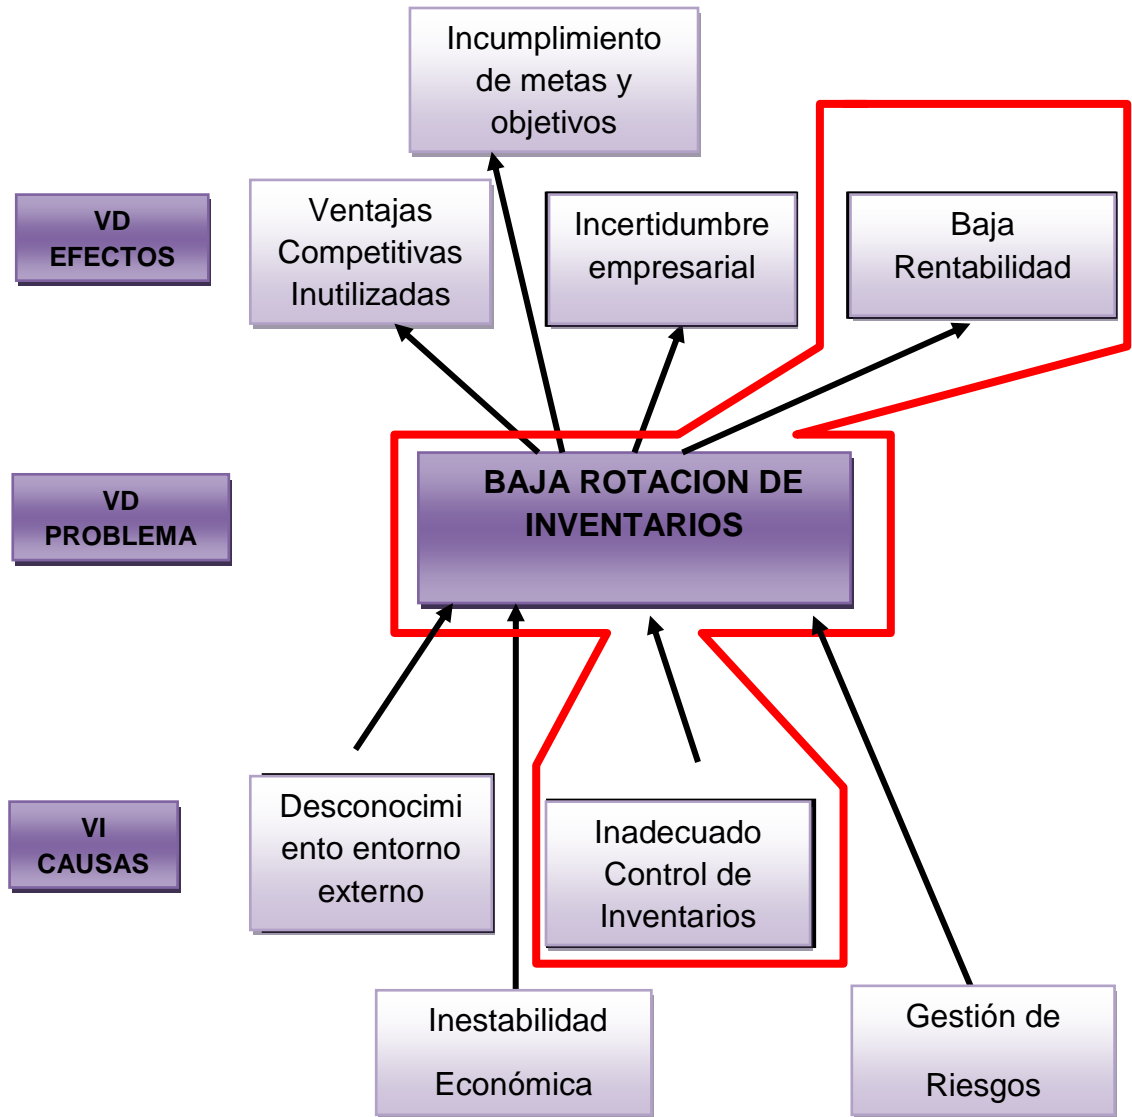 Incumplimiento
de metas y
objetivos
VD
EFECTOS
Ventajas
Competitivas
Inutilizadas
Incertidumbre
empresarial
Baja
Rentabilidad
VD
PROBLEMA
BAJA ROTACION DE
INVENTARIOS
VI
CAUSAS
Desconocimi
ento entorno
externo
Inadecuado
Control de
Inventarios
Inestabilidad
Económica
Gestión de
Riesgos